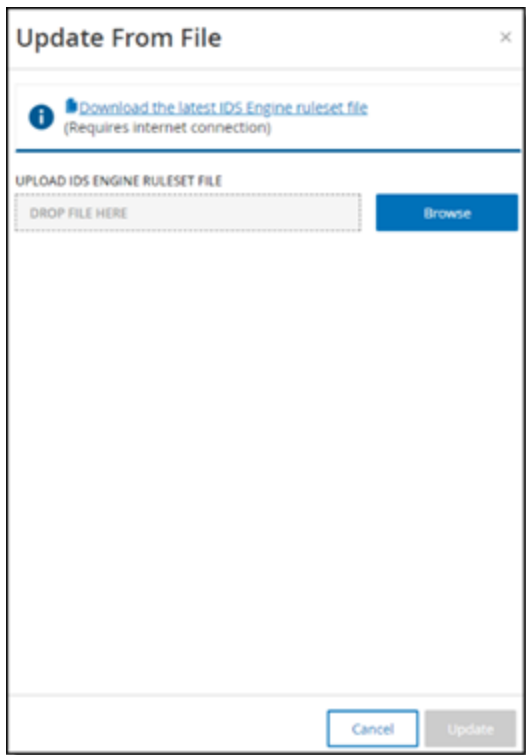 Update From File
×
Download the latest IDS Engine ruleset file
(Requires internet connection)
UPLOAD IDS ENGINE RULESET FILE
DROP FILE HERE
Browse
Cancel
Update